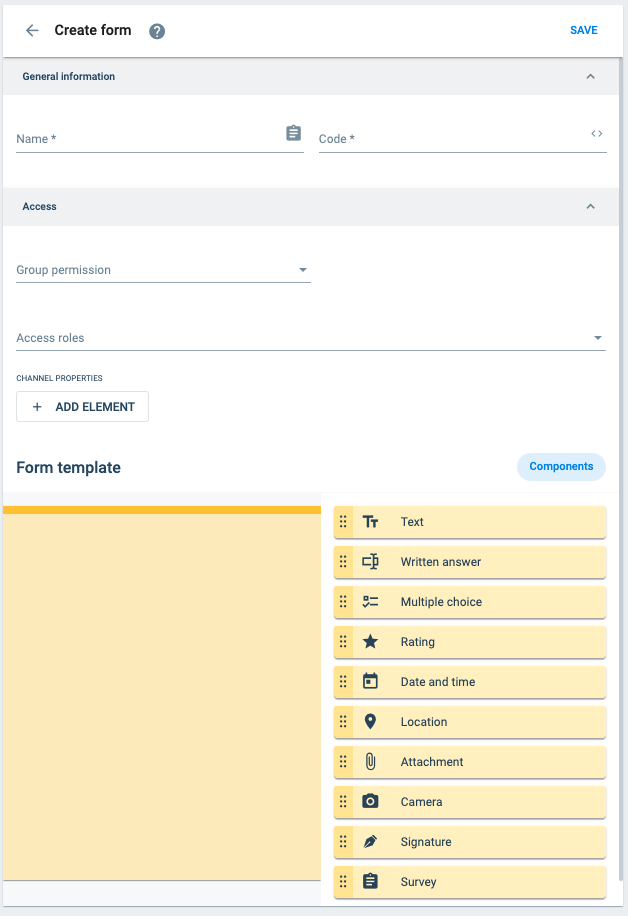 Create form ?
SAVE
General information
Name *
Code *
Access
Group permission
Access roles
CHANNEL PROPERTIES
+ ADD ELEMENT
Form template
Components
Text
Written answer
Multiple choice
Rating
Date and time
Location
Attachment
Camera
Signature
Survey